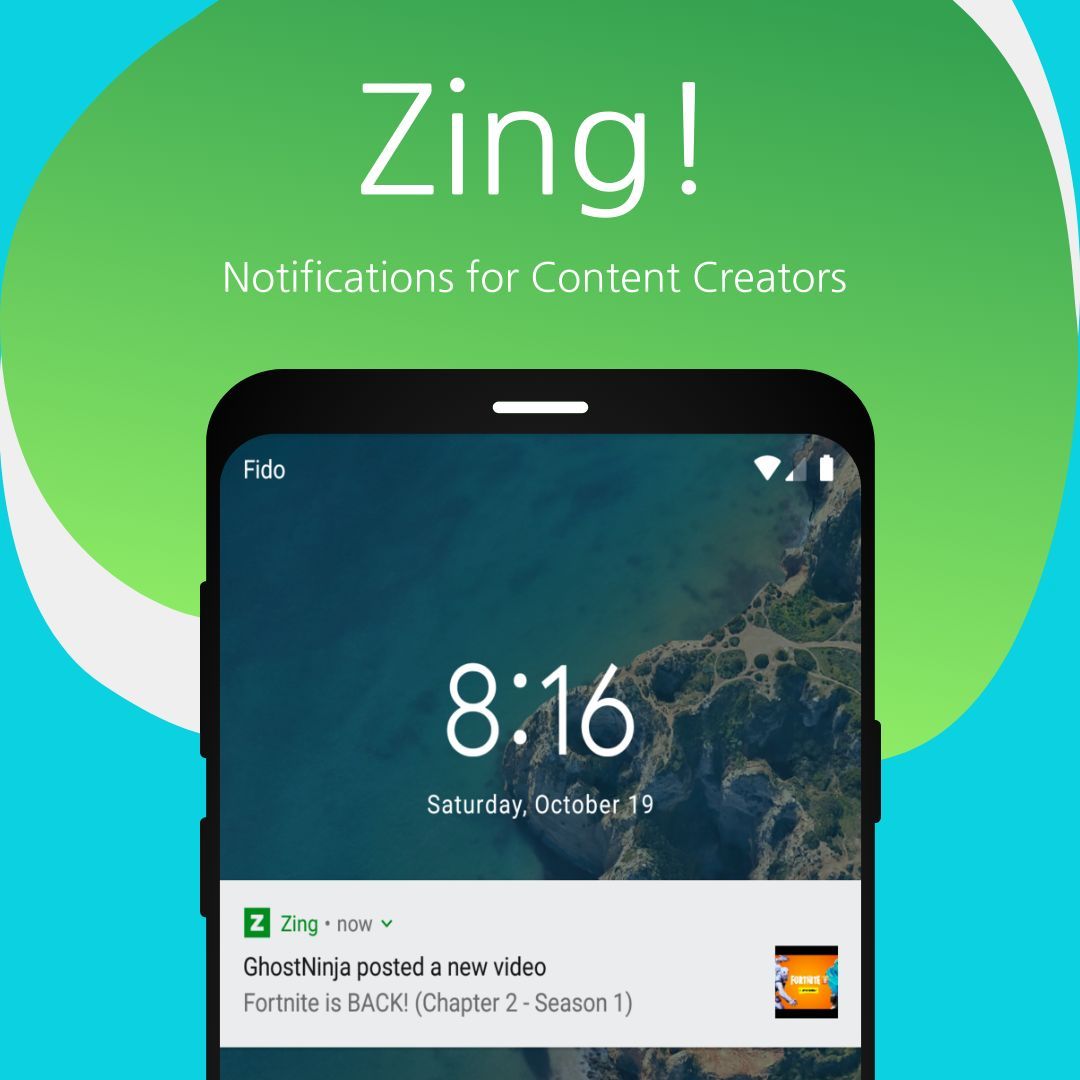 Zing!
Notifications for Content Creators
Fido
8:16
Saturday, October 19
Z Zing • now
GhostNinja posted a new video
Fortnite is BACK! (Chapter 2 - Season 1)
FORTNITE